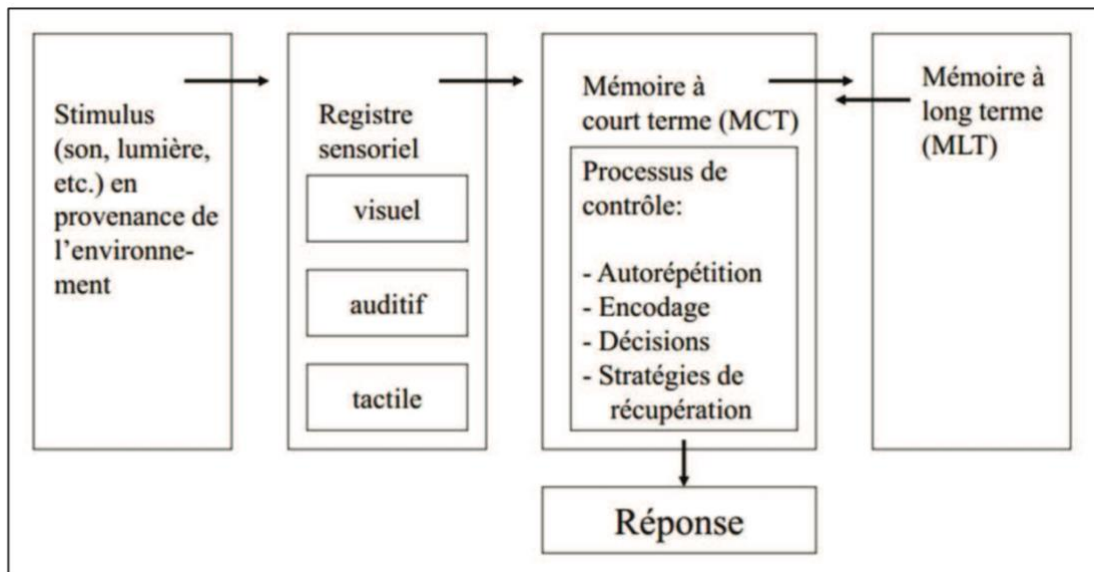 Stimulus
(son, lumière,
etc.) en
provenance de
l'environne-
ment
Registre
sensoriel
visuel
auditif
tactile
Mémoire à
court terme (MCT)
Processus de
contrôle:
- Autorépétition
- Encodage
- Décisions
- Stratégies de
récupération
Réponse
Mémoire à
long terme
(MLT)